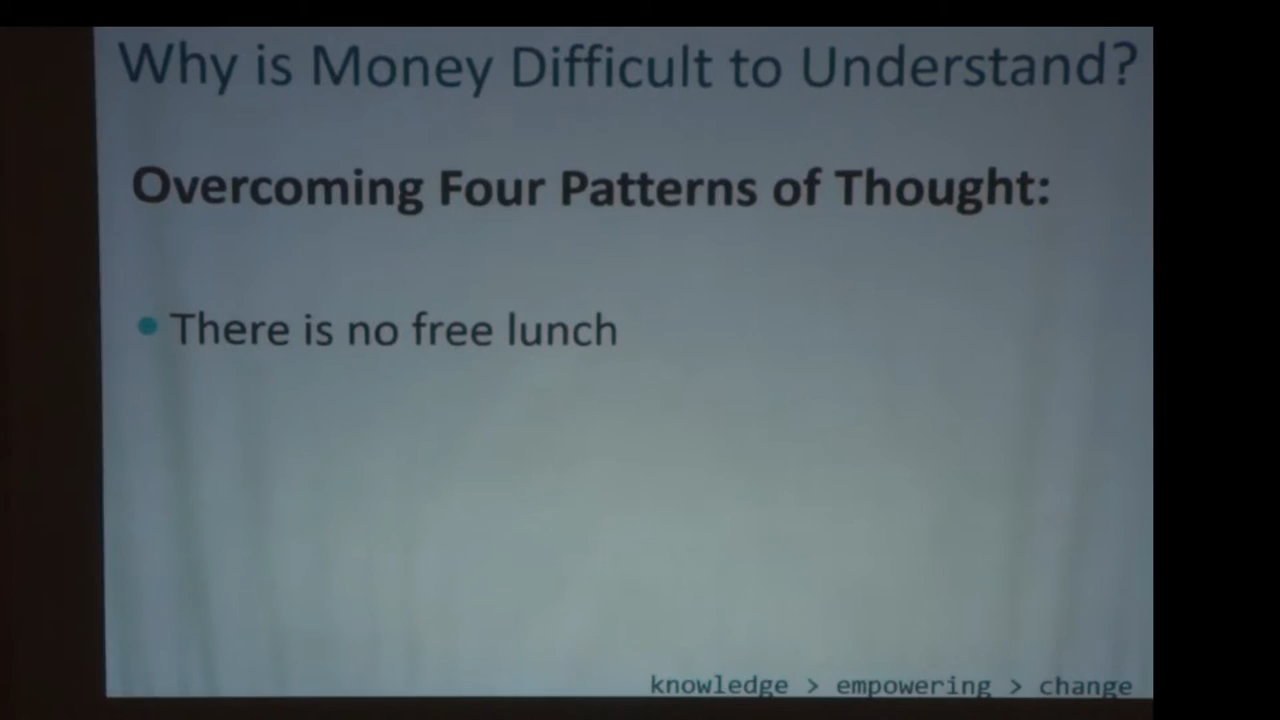 Why is Money Difficult to Understand?
Overcoming Four Patterns of Thought:
• There is no free lunch
knowledge > empowering > change